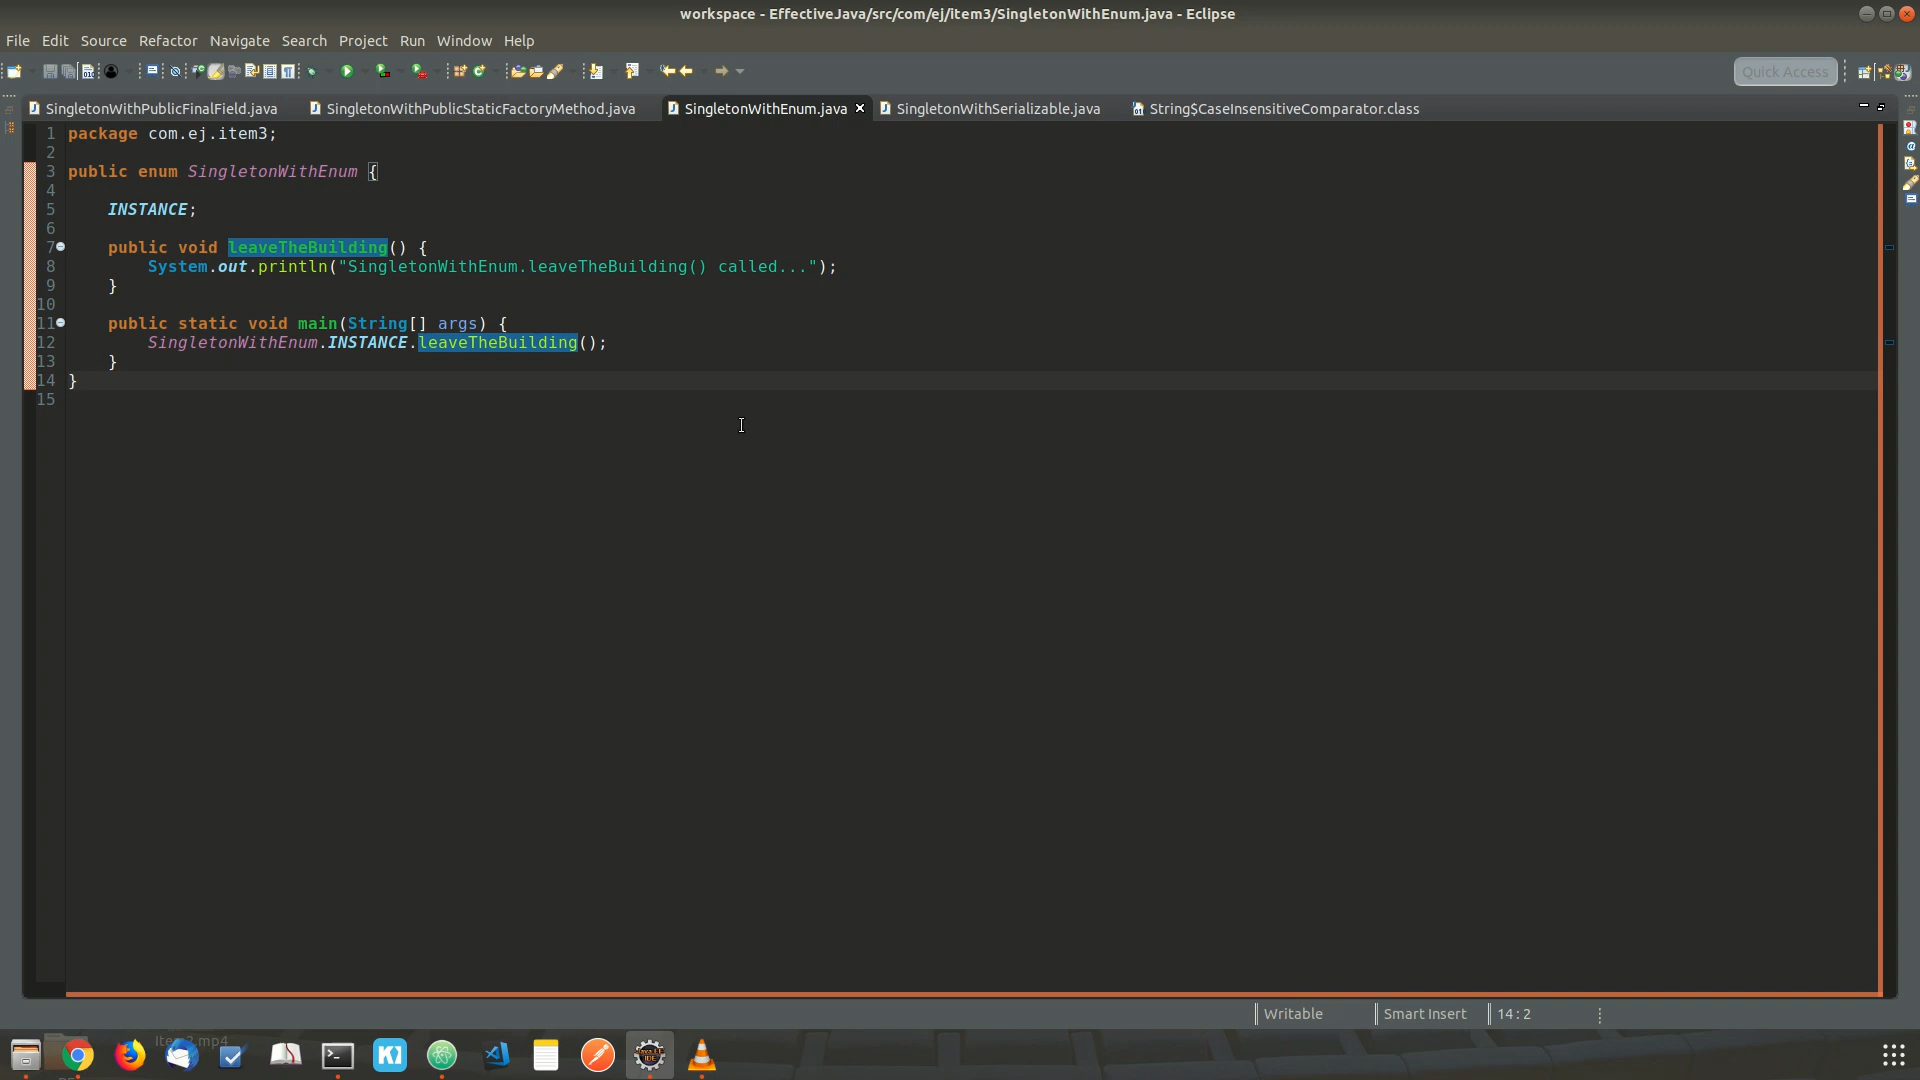 workspace - EffectiveJava/src/com/ej/item3/SingletonWithEnum.java - Eclipse
File Edit Source Refactor Navigate Search Project Run Window Help
Quick Access
SingletonWithPublicFinalField.java SingletonWithPublicStaticFactoryMethod.java SingletonWithEnum.java SingletonWithSerializable.java String$CaseInsensitiveComparator.class
1 package com.ej.item3;
2
3 public enum SingletonWithEnum {
4
5 INSTANCE;
6
7 public void leaveTheBuilding() {
8 System.out.println("SingletonWithEnum.leaveTheBuilding() called...");
9 }
10
11 public static void main(String[] args) {
12 SingletonWithEnum.INSTANCE.leaveTheBuilding();
13 }
14 }
15
Writable Smart Insert 14:2